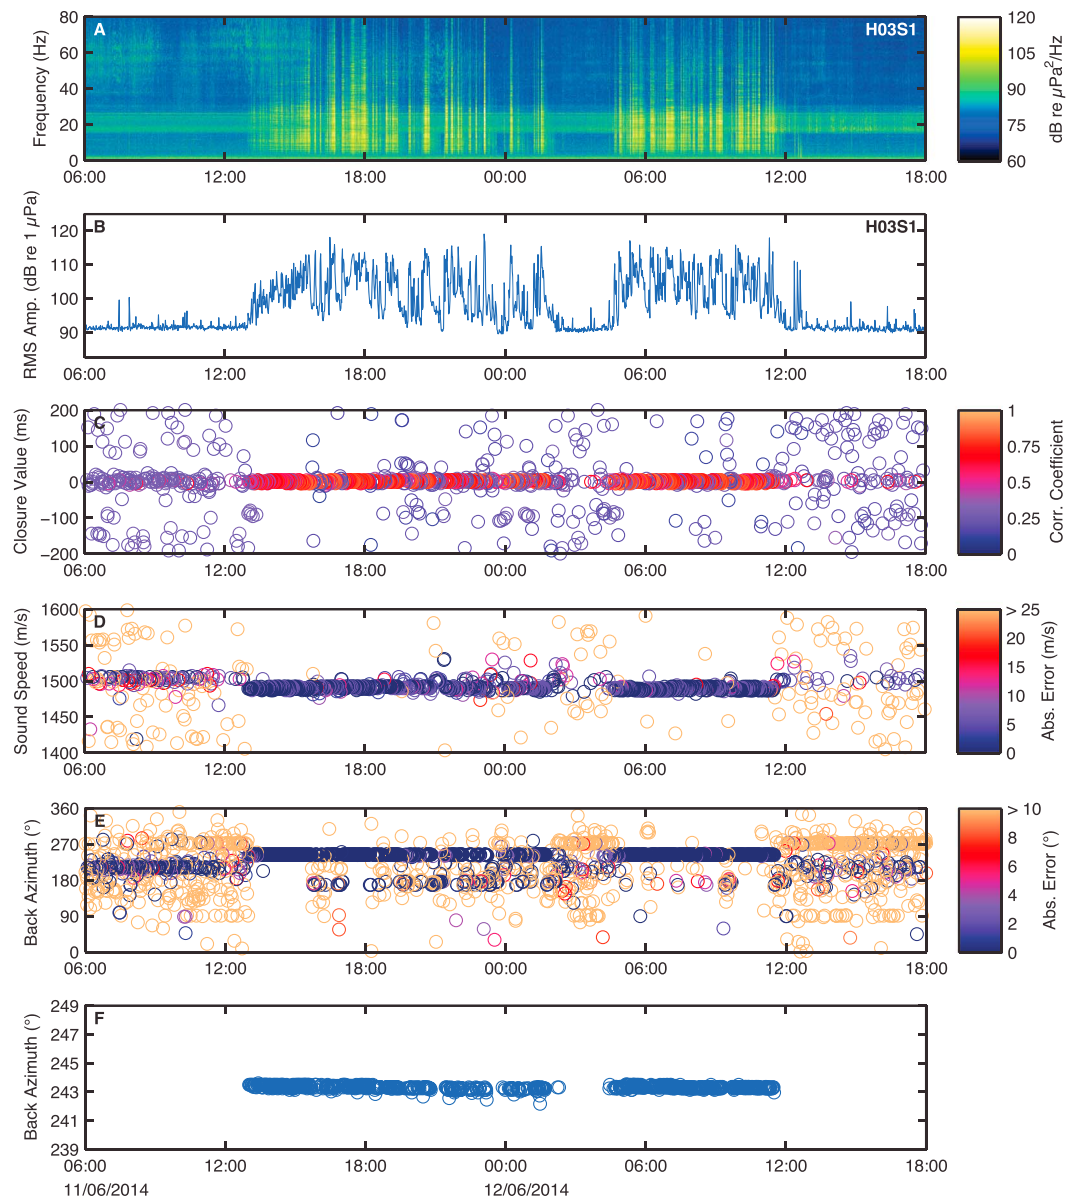 A
H03S1
80
60
40
20
0
Frequency (Hz)
06:00 12:00 18:00 00:00 06:00 12:00 18:00
120
105
90
75
60
dB re µPa²/Hz
B
H03S1
120
110
100
90
RMS Amp. (dB re 1 µPa)
06:00 12:00 18:00 00:00 06:00 12:00 18:00
C
200
100
0
−100
−200
Closure Value (ms)
06:00 12:00 18:00 00:00 06:00 12:00 18:00
1
0.75
0.5
0.25
0
Corr. Coefficient
D
1600
1550
1500
1450
1400
Sound Speed (m/s)
06:00 12:00 18:00 00:00 06:00 12:00 18:00
> 25
20
15
10
5
0
Abs. Error (m/s)
E
360
270
180
90
0
Back Azimuth (°)
06:00 12:00 18:00 00:00 06:00 12:00 18:00
> 10
8
6
4
2
0
Abs. Error (°)
F
249
247
245
243
241
239
Back Azimuth (°)
06:00 12:00 18:00 00:00 06:00 12:00 18:00
11/06/2014 12/06/2014